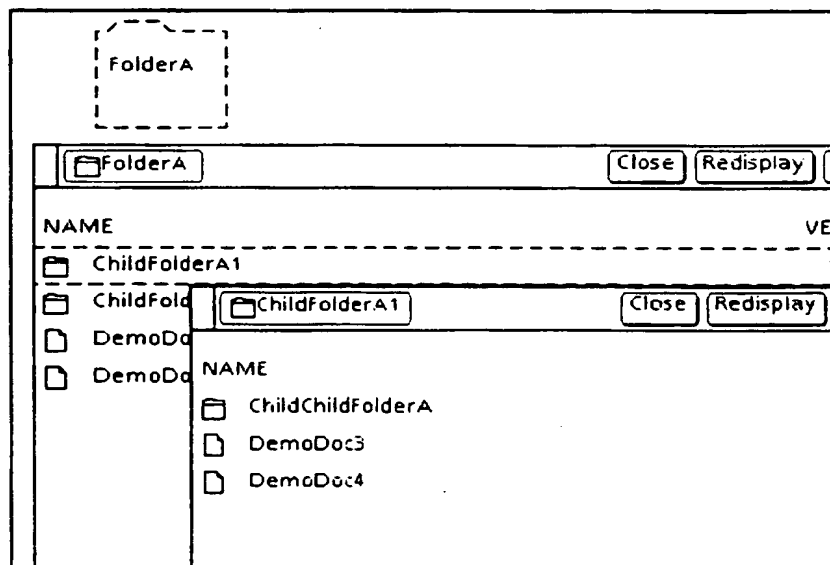 FolderA
FolderA Close Redisplay
NAME VE
ChildFolderA1
ChildFold
DemoDo
DemoDo
ChildFolderA1 Close Redisplay
NAME
ChildChildFolderA
DemoDoc3
DemoDoc4